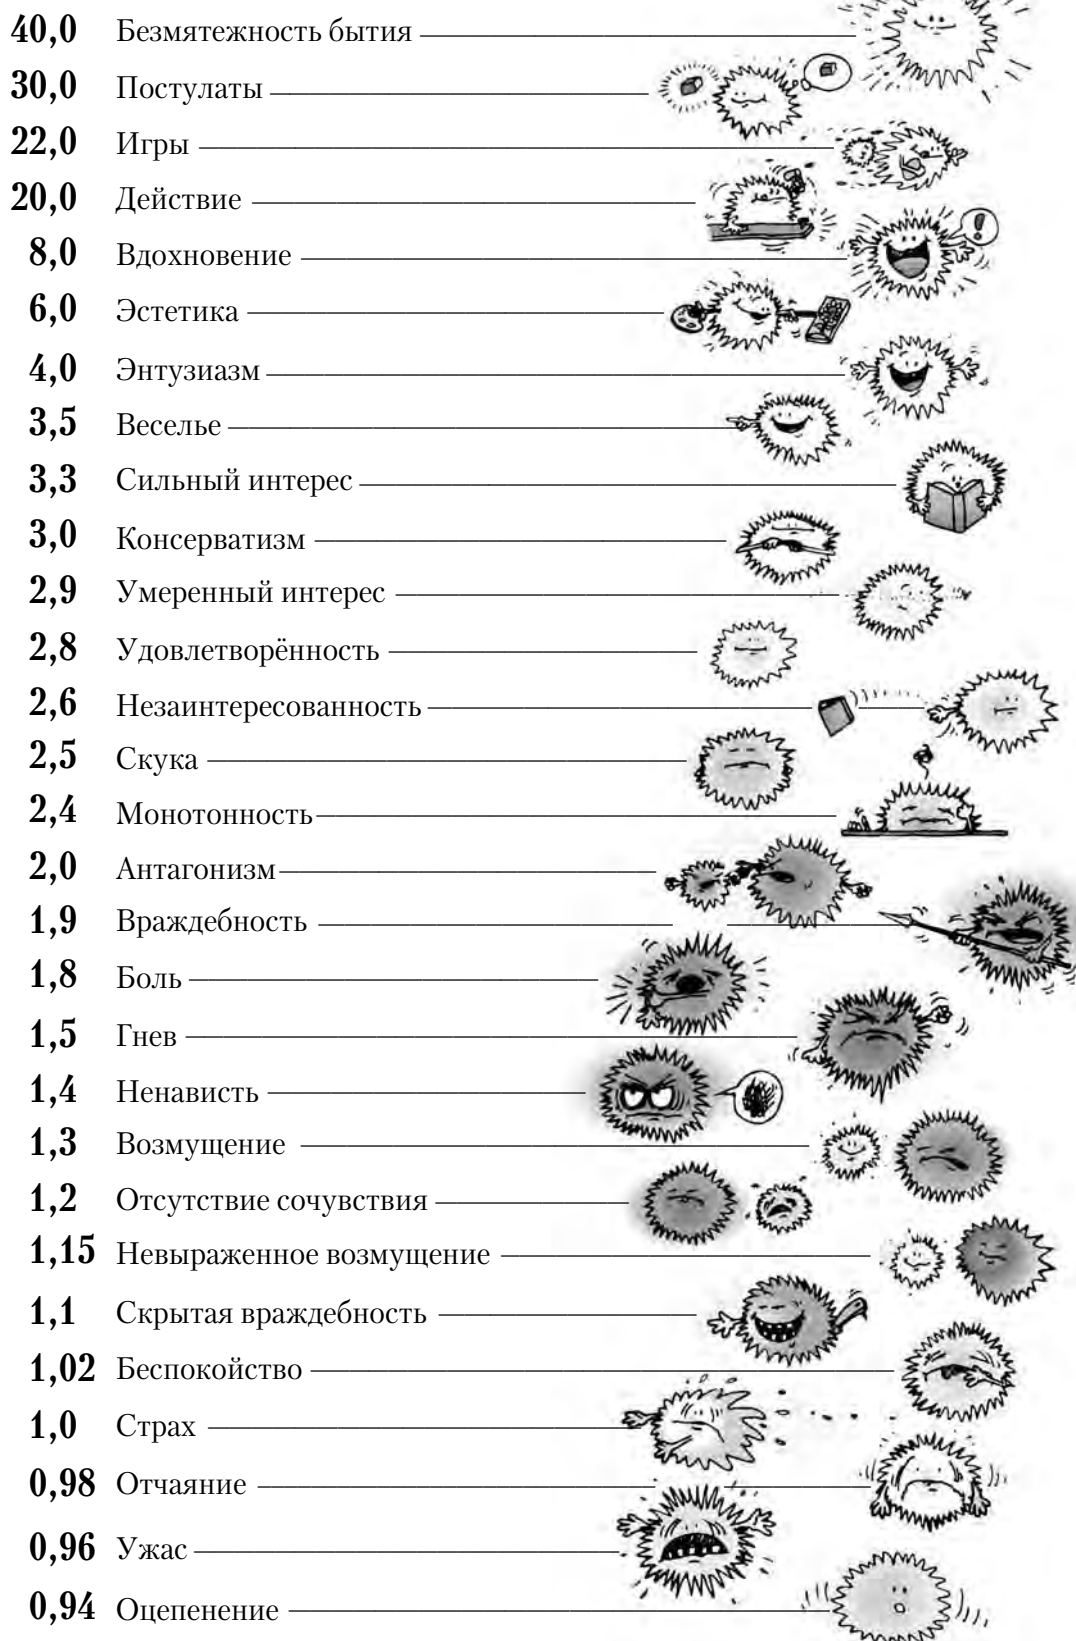 40,0 Безмятежность бытия
30,0 Постулаты
22,0 Игры
20,0 Действие
8,0 Вдохновение
!
6,0 Эстетика
4,0 Энтузиазм
3,5 Веселье
3,3 Сильный интерес
3,0 Консерватизм
2,9 Умеренный интерес
2,8 Удовлетворённость
2,6 Незаинтересованность
2,5 Скука
2,4 Монотонность
2,0 Антагонизм
1,9 Враждебность
1,8 Боль
1,5 Гнев
1,4 Ненависть
1,3 Возмущение
1,2 Отсутствие сочувствия
1,15 Невыраженное возмущение
1,1 Скрытая враждебность
1,02 Беспокойство
1,0 Страх
0,98 Отчаяние
0,96 Ужас
0,94 Оцепенение